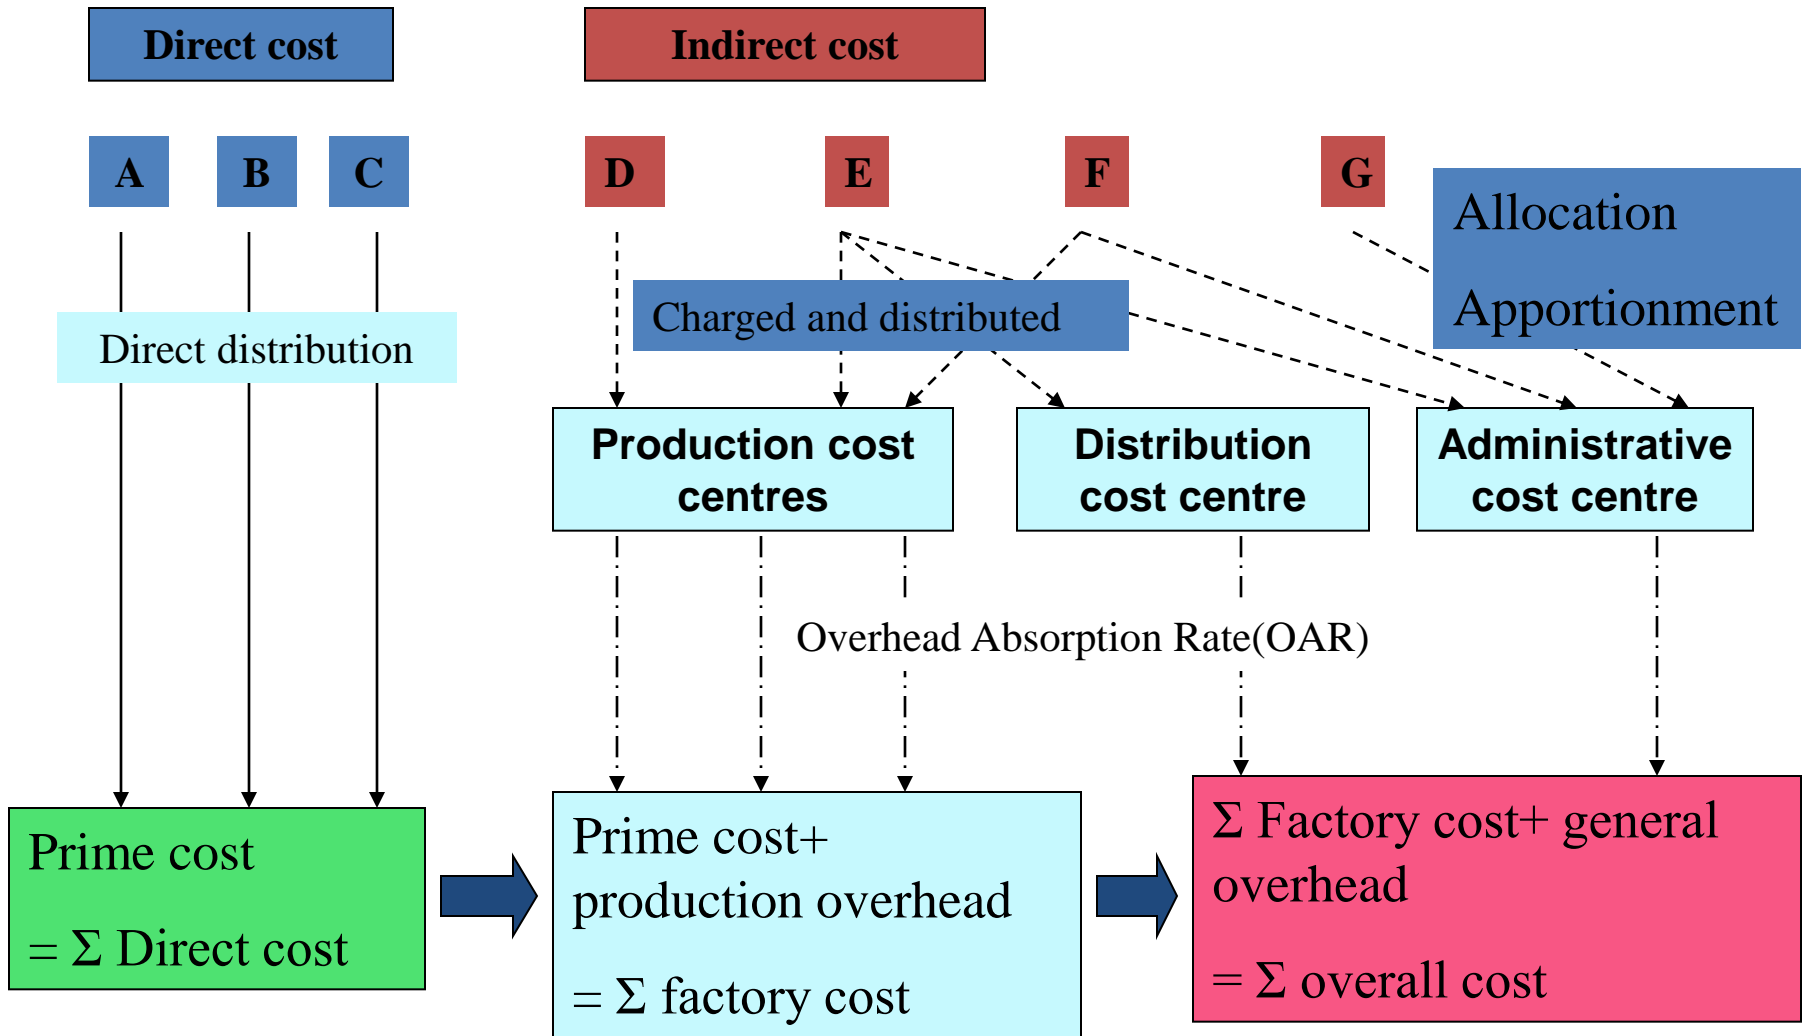 Direct cost
Indirect cost
A
B
C
D
E
F
G
Allocation
Apportionment
Charged and distributed
Direct distribution
Production cost
centres
Distribution
cost centre
Administrative
cost centre
Overhead Absorption Rate(OAR)
Prime cost
= Σ Direct cost
Prime cost+
production overhead
= Σ factory cost
Σ Factory cost+ general
overhead
= Σ overall cost